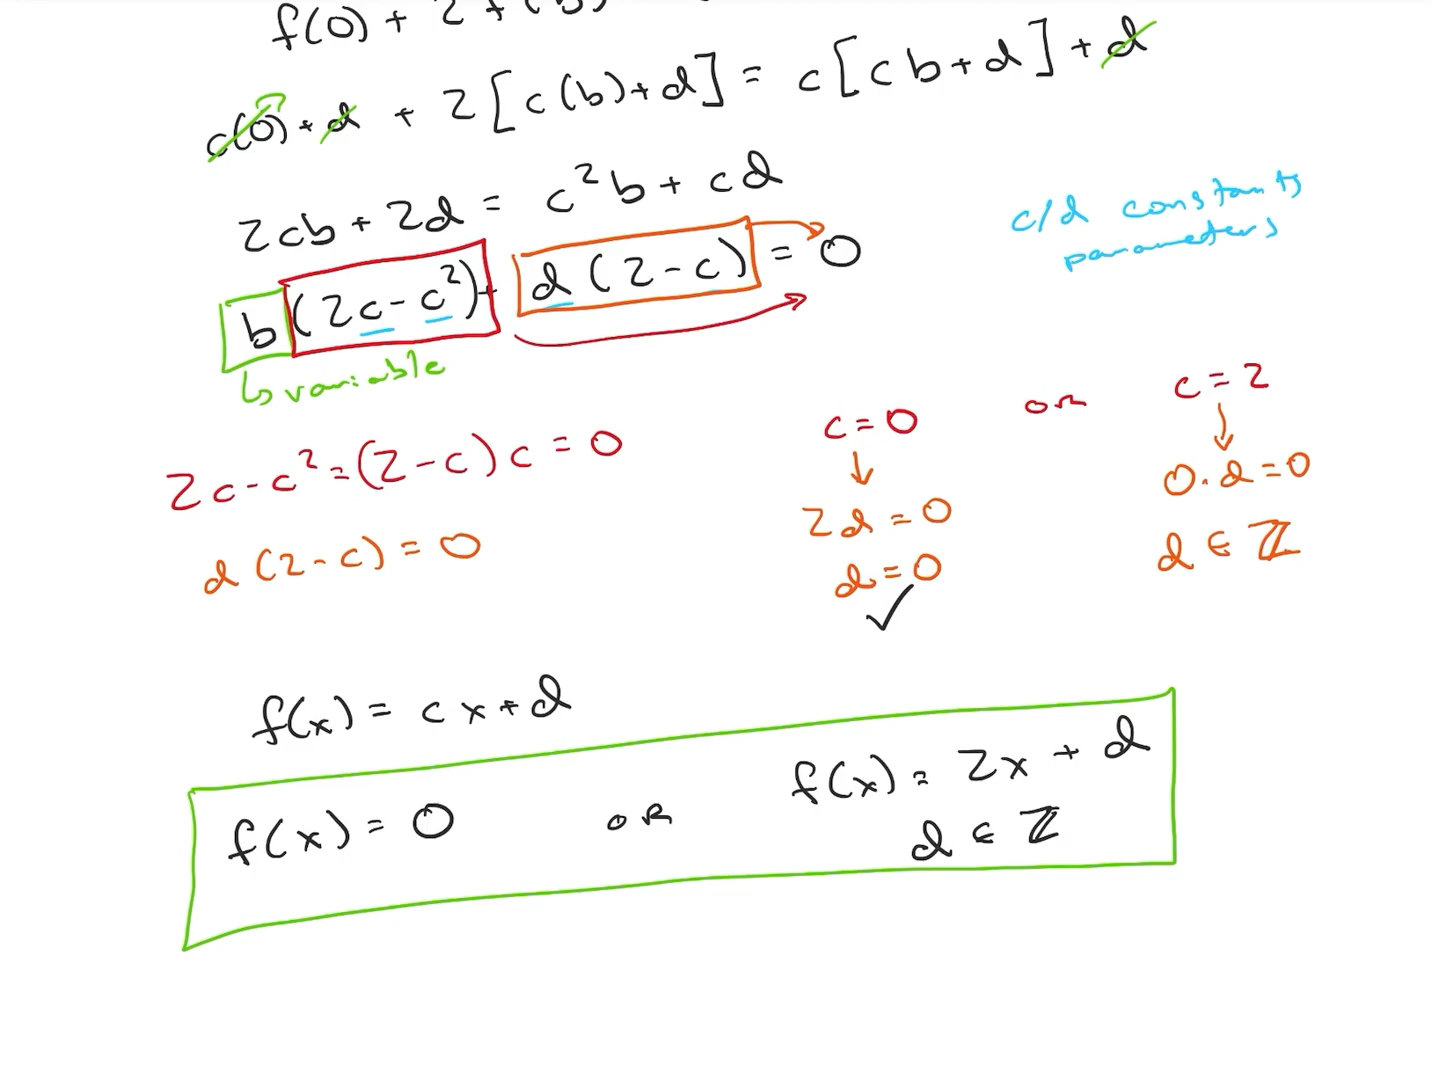 f(0) + 2 f(b)
c(0) + d + 2[c(b)+d] = c[cb+d] + d
2cb + 2d = c²b + cd
c/d constants
parameters
b(2c-c²) + d(2-c) = 0
↳ variable
c = 0 or c = 2
2c-c² = (2-c)c = 0
0·d = 0
2d = 0
d(2-c) = 0
d ∈ ℤ
d = 0
✓
f(x) = cx + d
f(x) = 0 or f(x) = 2x + d
d ∈ ℤ